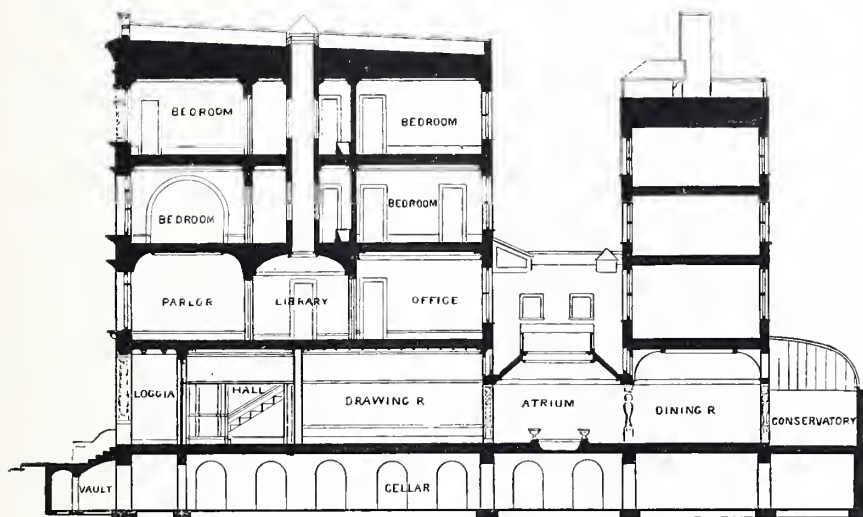 BEDROOM
BEDROOM
BEDROOM
BEDROOM
PARLOR
LIBRARY
OFFICE
LOGGIA
HALL
DRAWING R
ATRIUM
DINING R
CONSERVATORY
VAULT
CELLAR